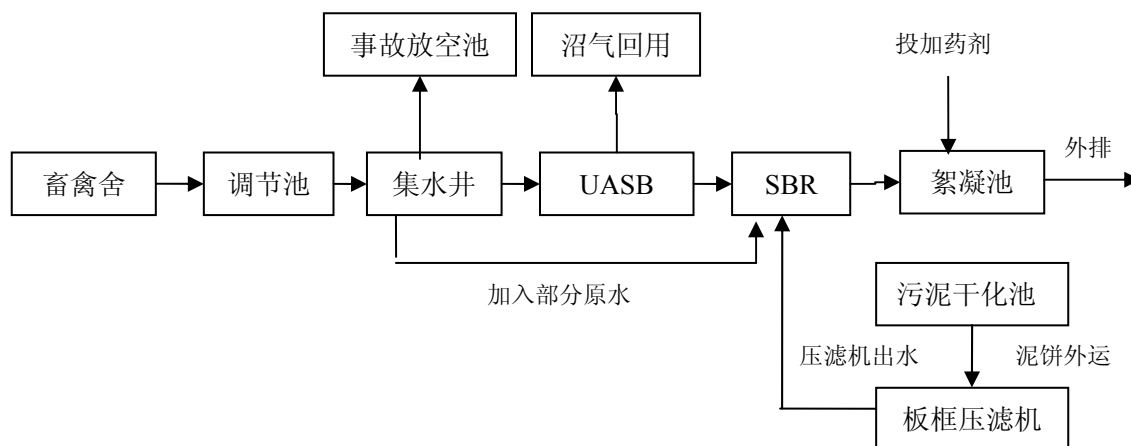 事故放空池
沼气回用
投加药剂
畜禽舍
调节池
集水井
UASB
SBR
絮凝池
外排
加入部分原水
污泥干化池
压滤机出水
泥饼外运
板框压滤机